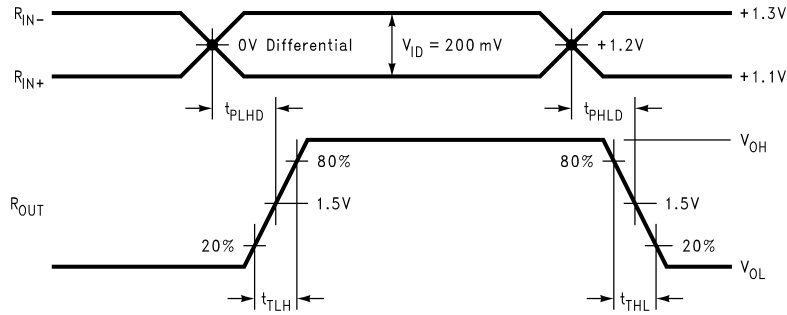 R_IN- +1.3V
0V Differential V_ID = 200 mV +1.2V
R_IN+ +1.1V
t_PLHD t_PHLD
V_OH
80% 80%
R_OUT 1.5V 1.5V
20% 20%
V_OL
t_TLH t_THL